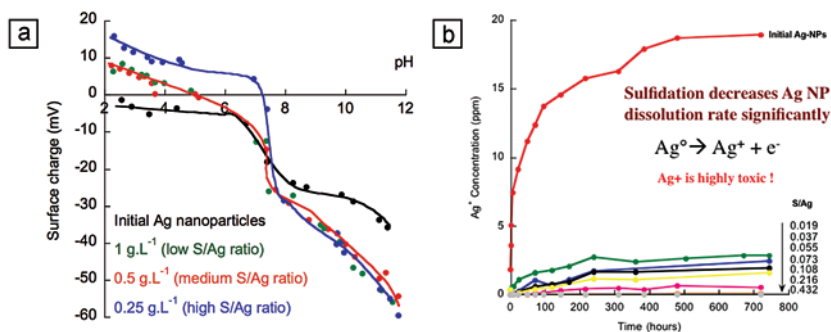 a
20
10
0
-10
-20
-30
-40
-50
-60
2
4
6
8
10
12
pH
Surface charge (mV)
Initial Ag nanoparticles
1 g.L⁻¹ (low S/Ag ratio)
0.5 g.L⁻¹ (medium S/Ag ratio)
0.25 g.L⁻¹ (high S/Ag ratio)
b
20
15
10
5
0
Ag⁺ Concentration (ppm)
Initial Ag-NPs
Sulfidation decreases Ag NP
dissolution rate significantly
Ag° → Ag⁺ + e⁻
Ag+ is highly toxic !
S/Ag
0.019
0.037
0.055
0.073
0.108
0.216
0.432
0 100 200 300 400 500 600 700 800
Time (hours)